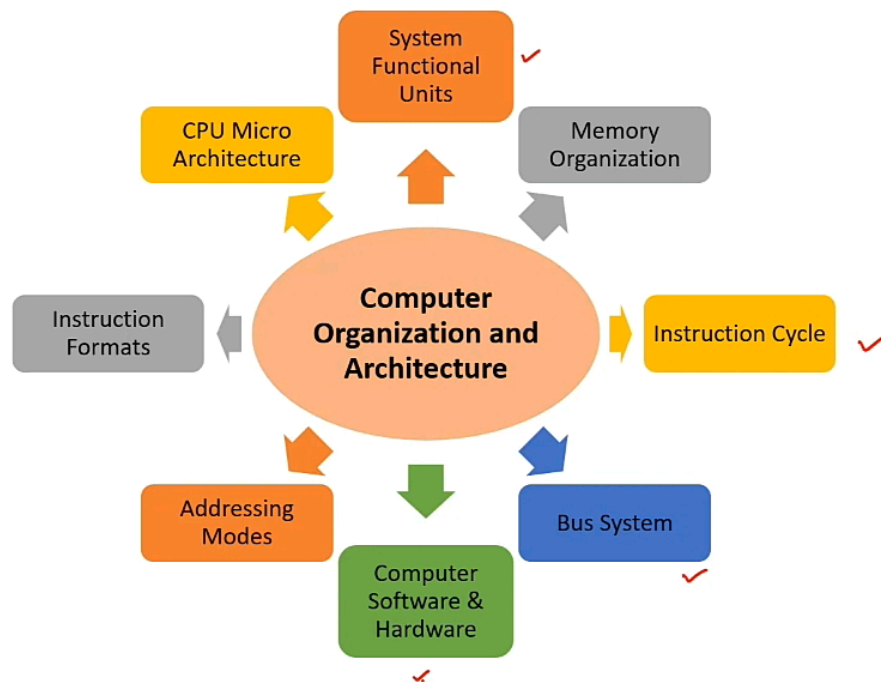 System
Functional
Units
CPU Micro
Architecture
Memory
Organization
Computer
Organization and
Architecture
Instruction
Formats
Instruction Cycle
Addressing
Modes
Bus System
Computer
Software &
Hardware